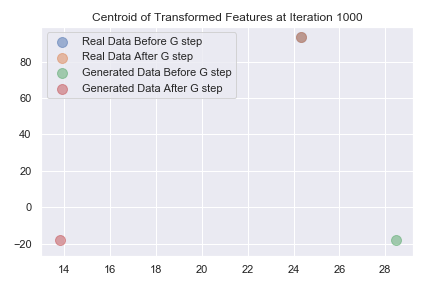 Centroid of Transformed Features at Iteration 1000
Real Data Before G step
Real Data After G step
Generated Data Before G step
Generated Data After G step
80
60
40
20
0
−20
14 16 18 20 22 24 26 28